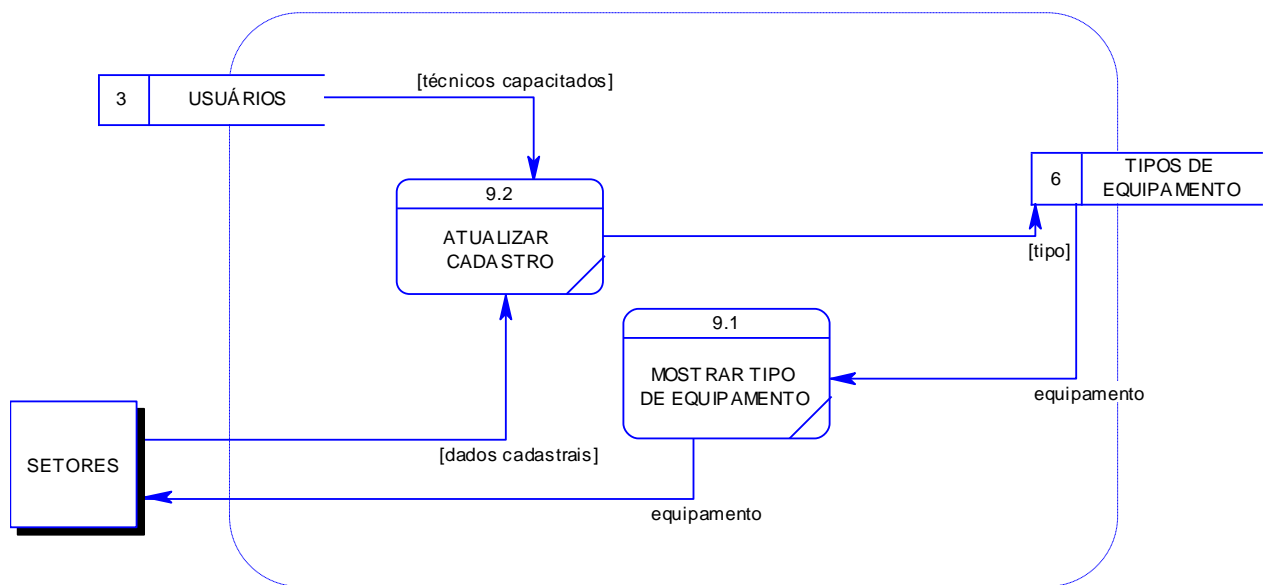 [técnicos capacitados]
3
USUÁRIOS
6
TIPOS DE
EQUIPAMENTO
9.2
ATUALIZAR
CADASTRO
[tipo]
9.1
MOSTRAR TIPO
DE EQUIPAMENTO
equipamento
SETORES
[dados cadastrais]
equipamento